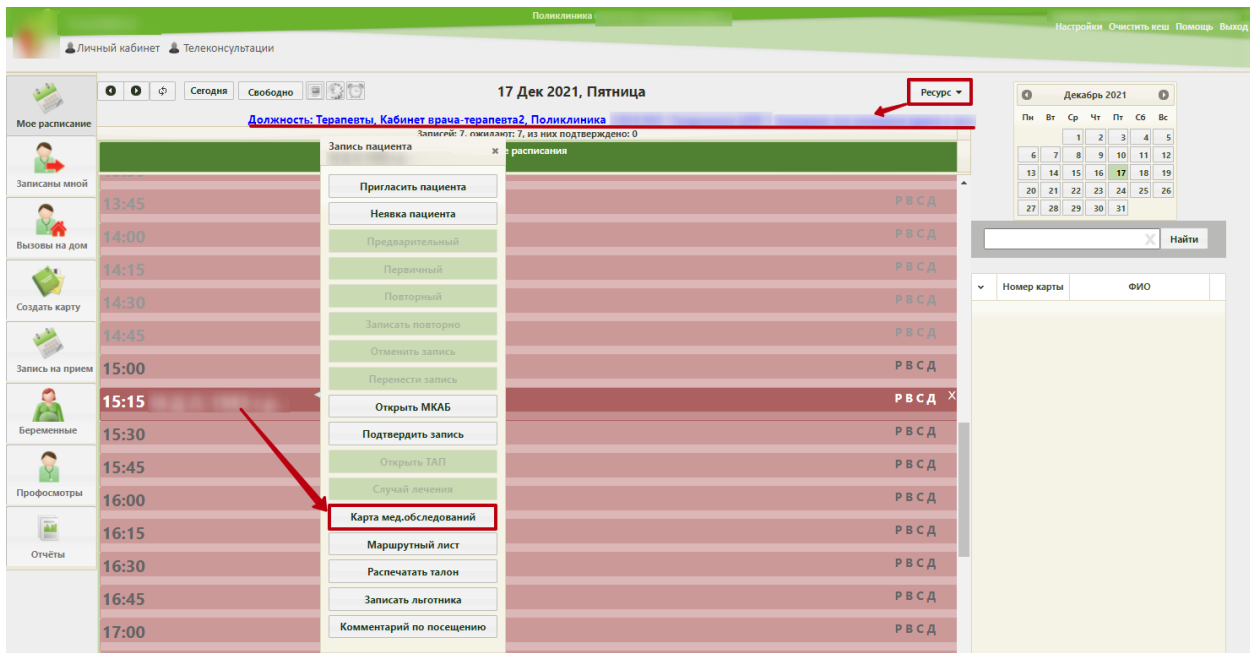 Поликлиника
Настройки Очистить кеш Помощь Выход
Личный кабинет Телеконсультации
Сегодня Свободно 17 Дек 2021, Пятница Ресурс
Должность: Терапевты, Кабинет врача-терапевта2, Поликлиника
Записей: 7, ожидают: 7, из них подтверждено: 0
е расписания
Мое расписание
Записаны мной
Вызовы на дом
Создать карту
Запись на прием
Беременные
Профосмотры
Отчёты
13:45 Р В С Д
14:00 Р В С Д
14:15 Р В С Д
14:30 Р В С Д
14:45 Р В С Д
15:00 Р В С Д
15:15 Р В С Д X
15:30 Р В С Д
15:45 Р В С Д
16:00 Р В С Д
16:15 Р В С Д
16:30 Р В С Д
16:45 Р В С Д
17:00 Р В С Д
Запись пациента ×
Пригласить пациента
Неявка пациента
Предварительный
Первичный
Повторный
Записать повторно
Отменить запись
Перенести запись
Открыть МКАБ
Подтвердить запись
Открыть ТАП
Случай лечения
Карта мед.обследований
Маршрутный лист
Распечатать талон
Записать льготника
Комментарий по посещению
Декабрь 2021
Пн Вт Ср Чт Пт Сб Вс
1 2 3 4 5
6 7 8 9 10 11 12
13 14 15 16 17 18 19
20 21 22 23 24 25 26
27 28 29 30 31
X Найти
Номер карты ФИО